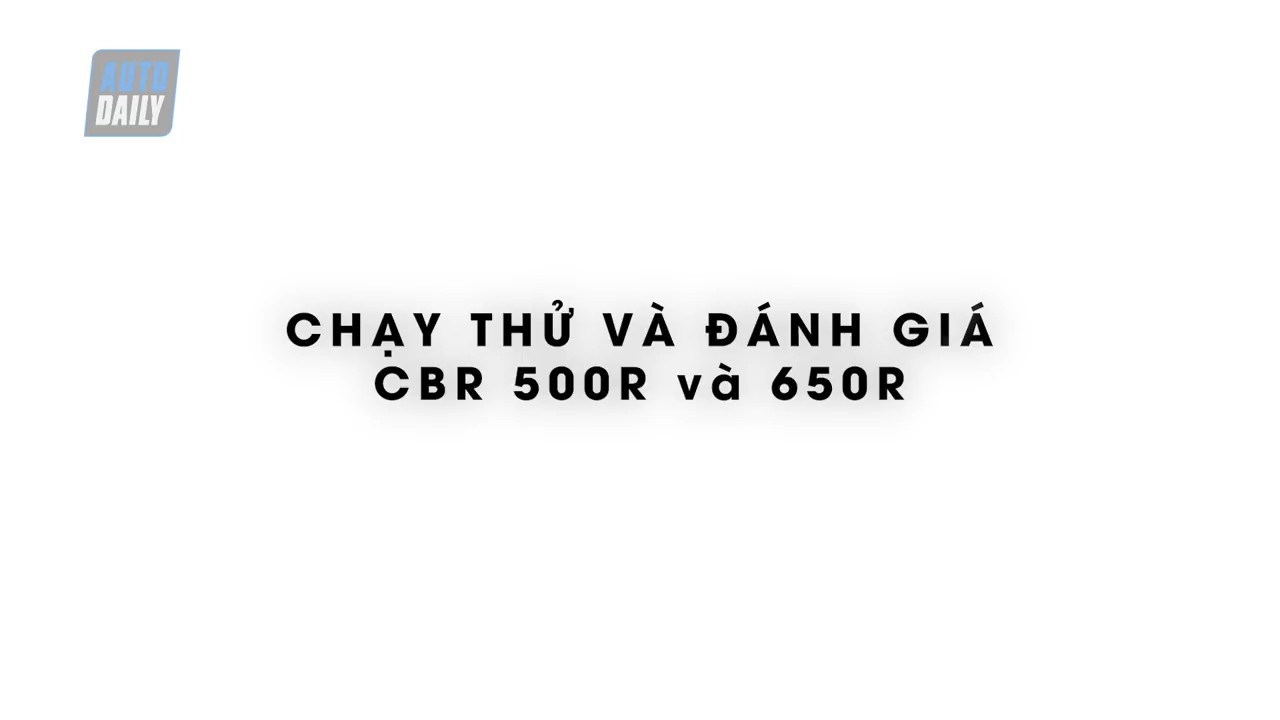 AUTO
DAILY
CHẠY THỬ VÀ ĐÁNH GIÁ
CBR 500R và 650R